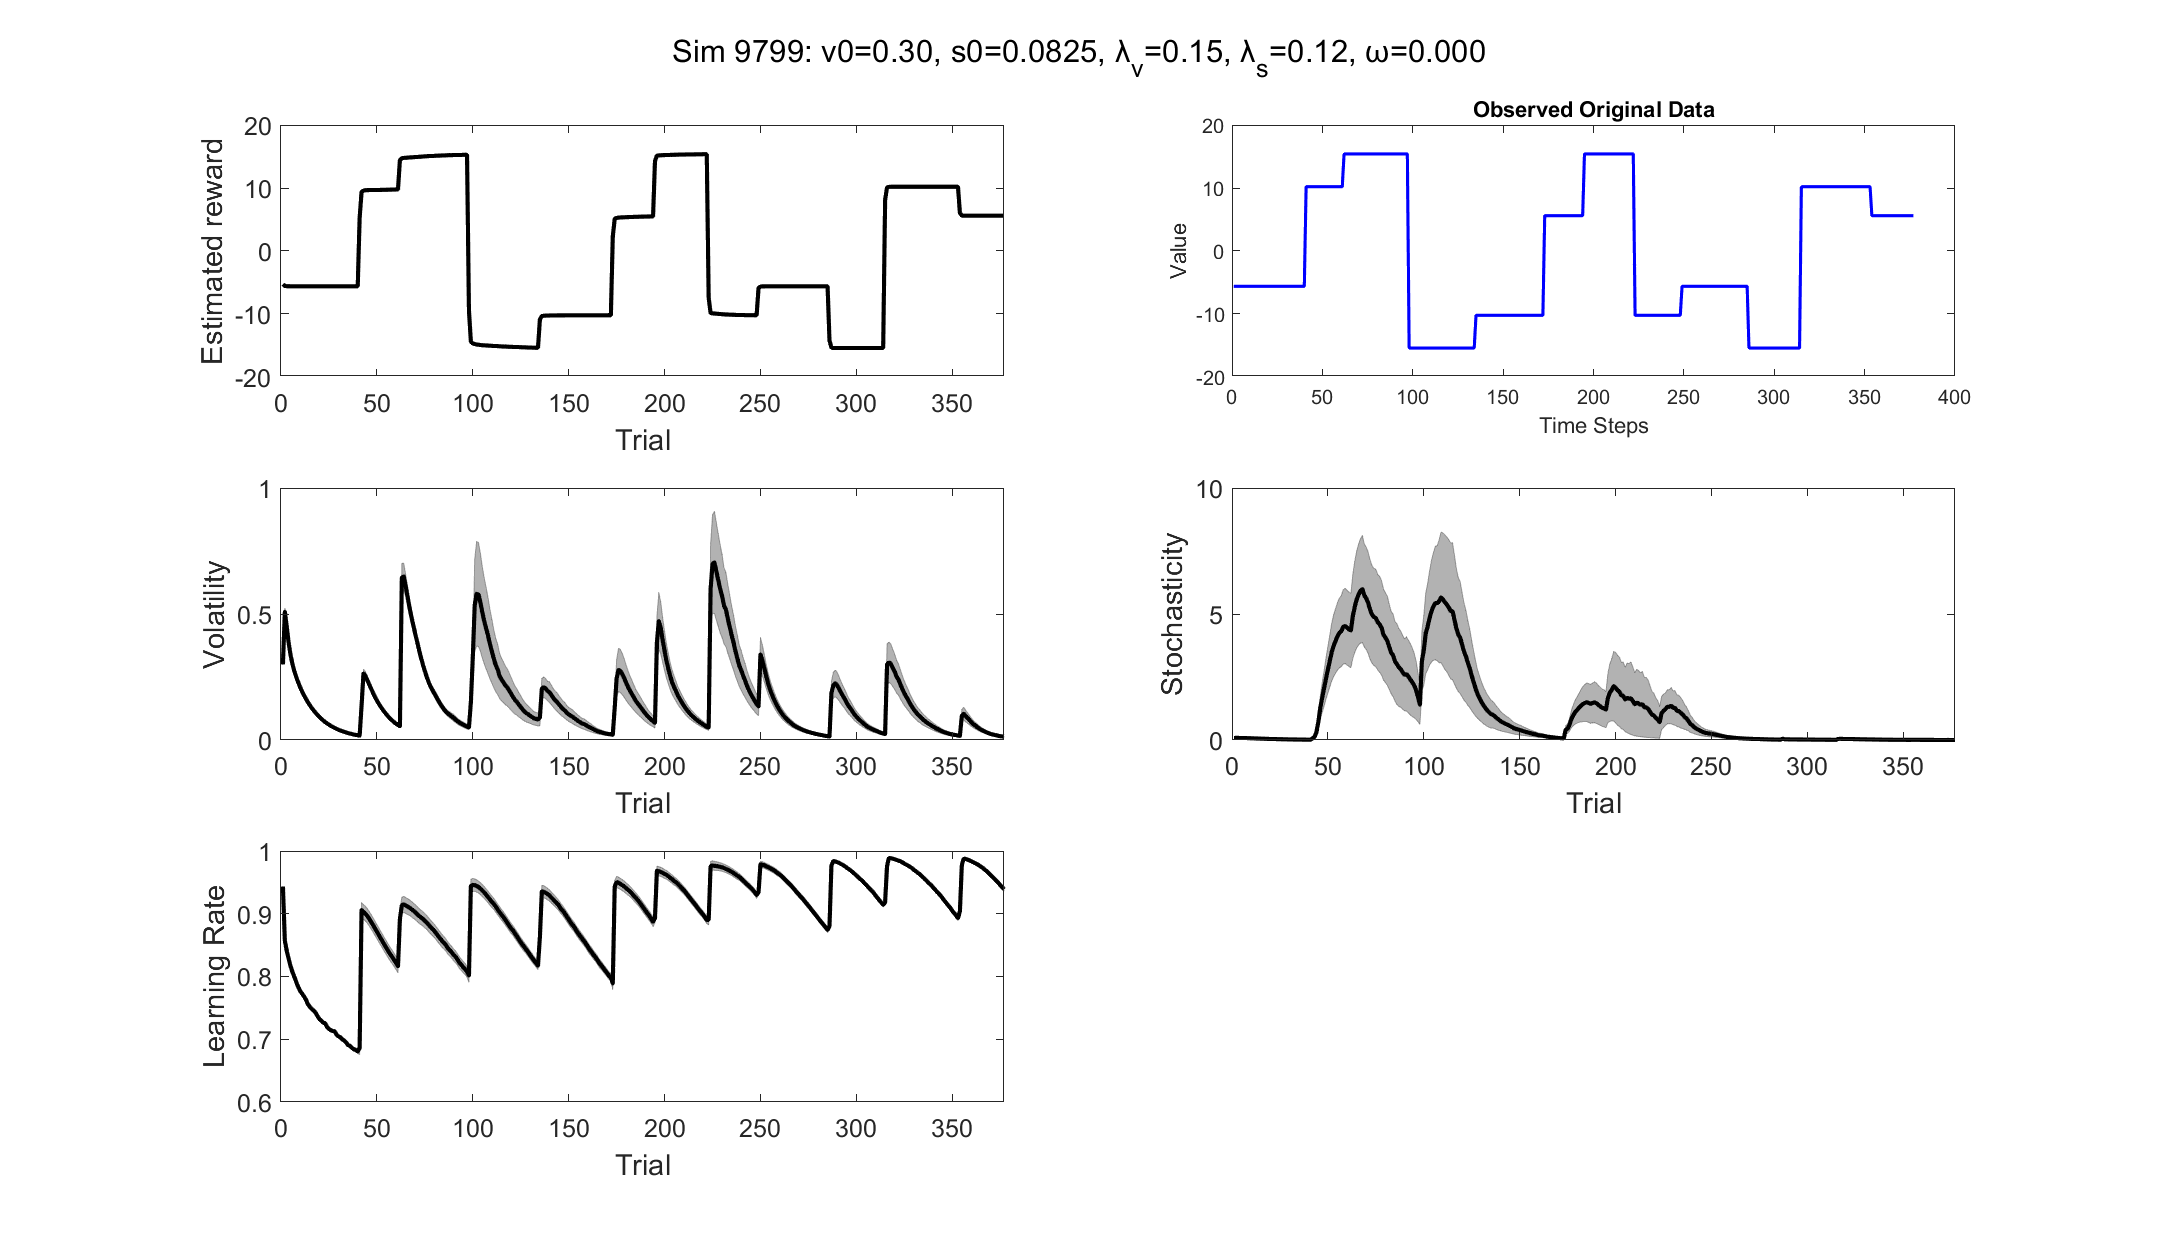 Sim 9799: v0=0.30, s0=0.0825, λv=0.15, λs=0.12, ω=0.000
20
10
0
-10
-20
Estimated reward
0 50 100 150 200 250 300 350
Trial
Observed Original Data
20
10
0
-10
-20
Value
0 50 100 150 200 250 300 350 400
Time Steps
1
0.5
0
Volatility
0 50 100 150 200 250 300 350
Trial
10
5
0
Stochasticity
0 50 100 150 200 250 300 350
Trial
1
0.9
0.8
0.7
0.6
Learning Rate
0 50 100 150 200 250 300 350
Trial